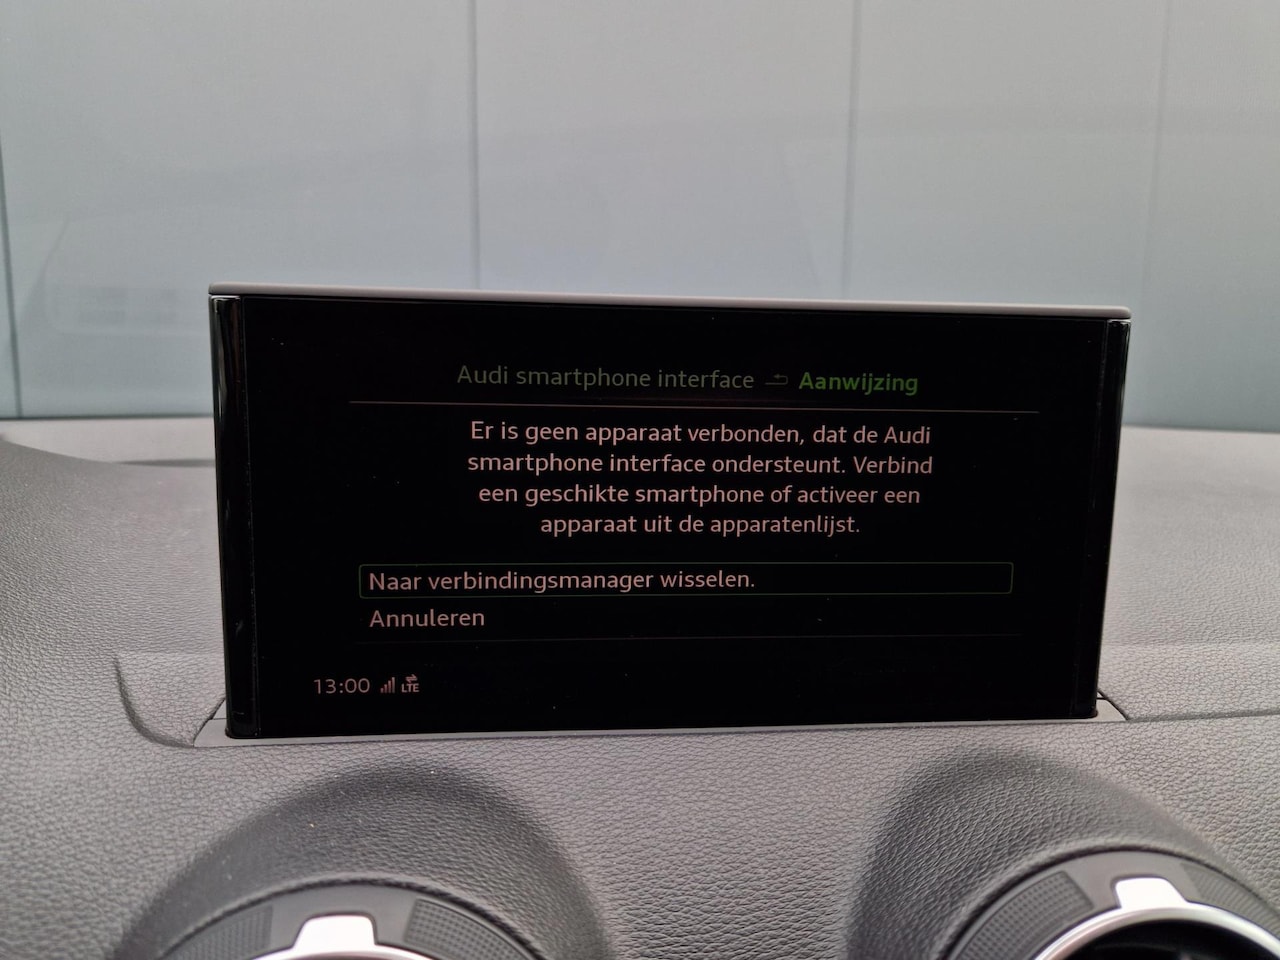 Audi smartphone interface Aanwijzing
Er is geen apparaat verbonden, dat de Audi
smartphone interface ondersteunt. Verbind
een geschikte smartphone of activeer een
apparaat uit de apparatenlijst.
Naar verbindingsmanager wisselen.
Annuleren
13:00 LTE